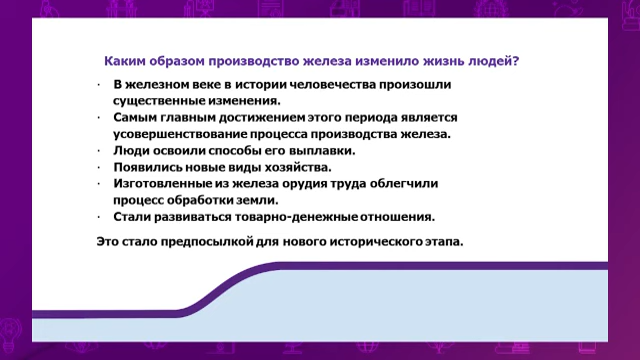 Каким образом производство железа изменило жизнь людей?
· В железном веке в истории человечества произошли
существенные изменения.
· Самым главным достижением этого периода является
усовершенствование процесса производства железа.
· Люди освоили способы его выплавки.
· Появились новые виды хозяйства.
· Изготовленные из железа орудия труда облегчили
процесс обработки земли.
· Стали развиваться товарно-денежные отношения.
Это стало предпосылкой для нового исторического этапа.